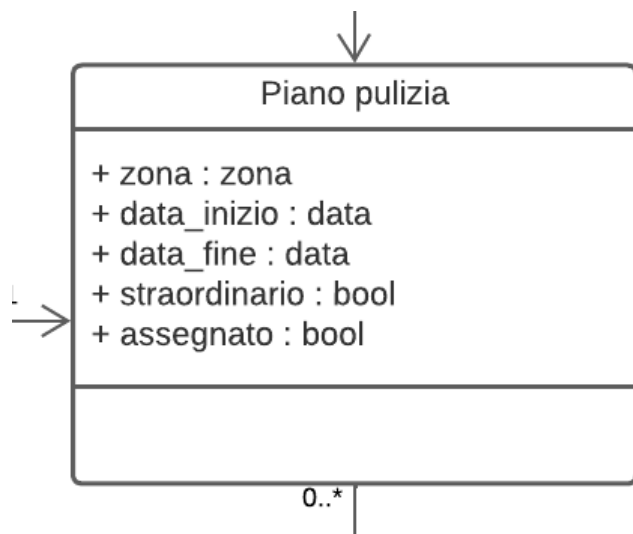 Piano pulizia
+ zona : zona
+ data_inizio : data
+ data_fine : data
+ straordinario : bool
+ assegnato : bool
0..*